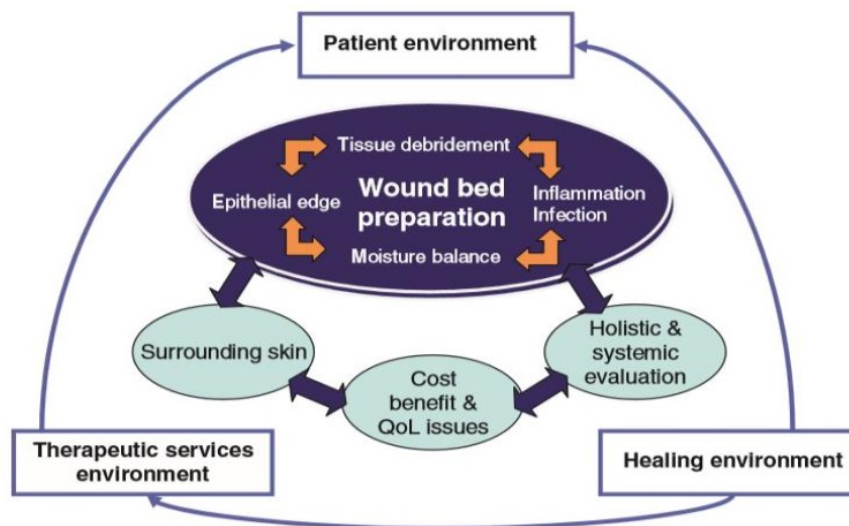 Patient environment
Tissue debridement
Epithelial edge
Wound bed
preparation
Inflammation
Infection
Moisture balance
Surrounding skin
Cost
benefit &
QoL issues
Holistic &
systemic
evaluation
Therapeutic services
environment
Healing environment